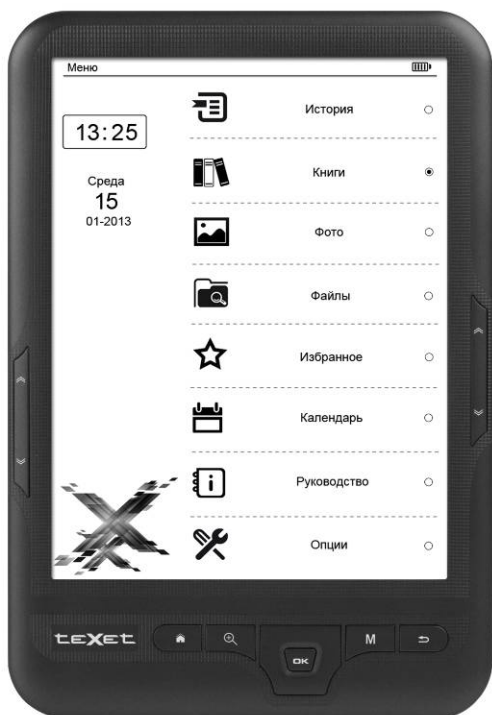 Меню
13:25
Среда
15
01-2013
История
Книги
Фото
Файлы
Избранное
Календарь
Руководство
Опции
teXet
M
OK